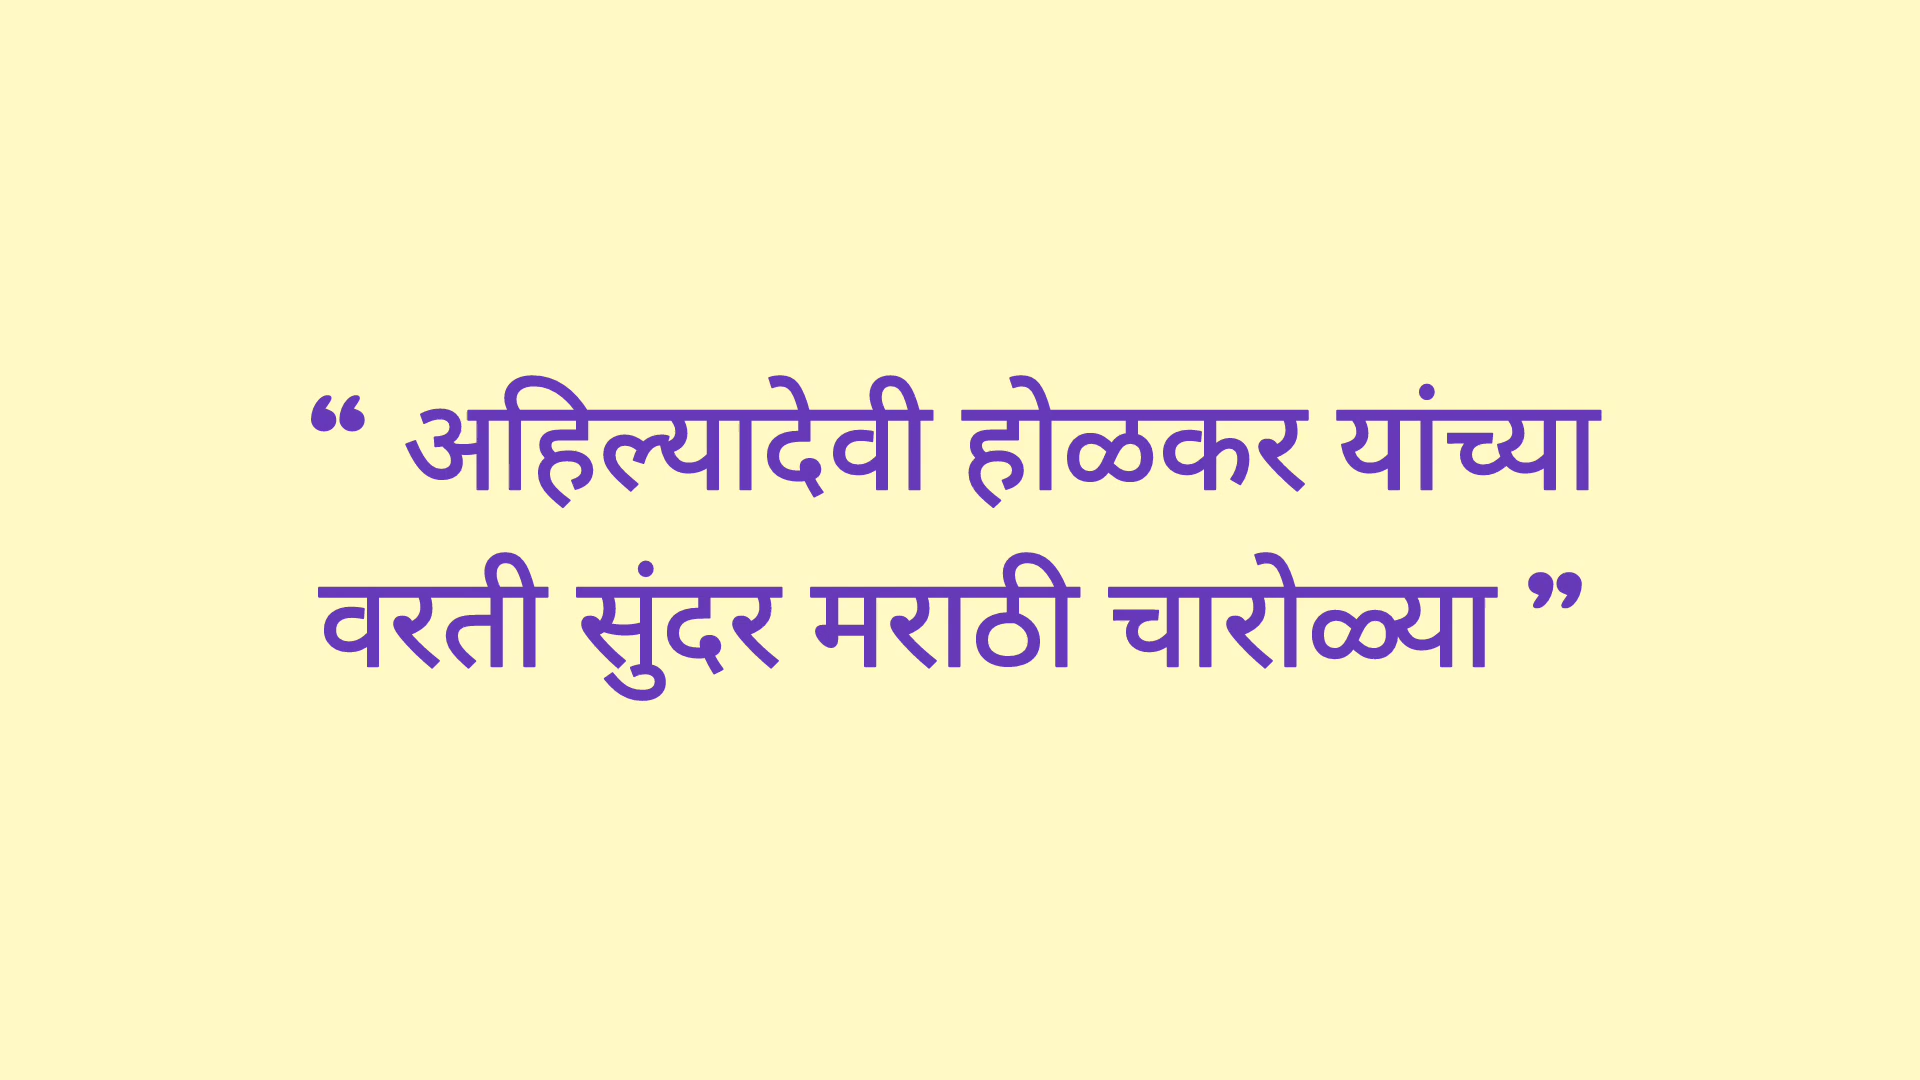 “ अहिल्यादेवी होळकर यांच्या
वरती सुंदर मराठी चारोळ्या ”